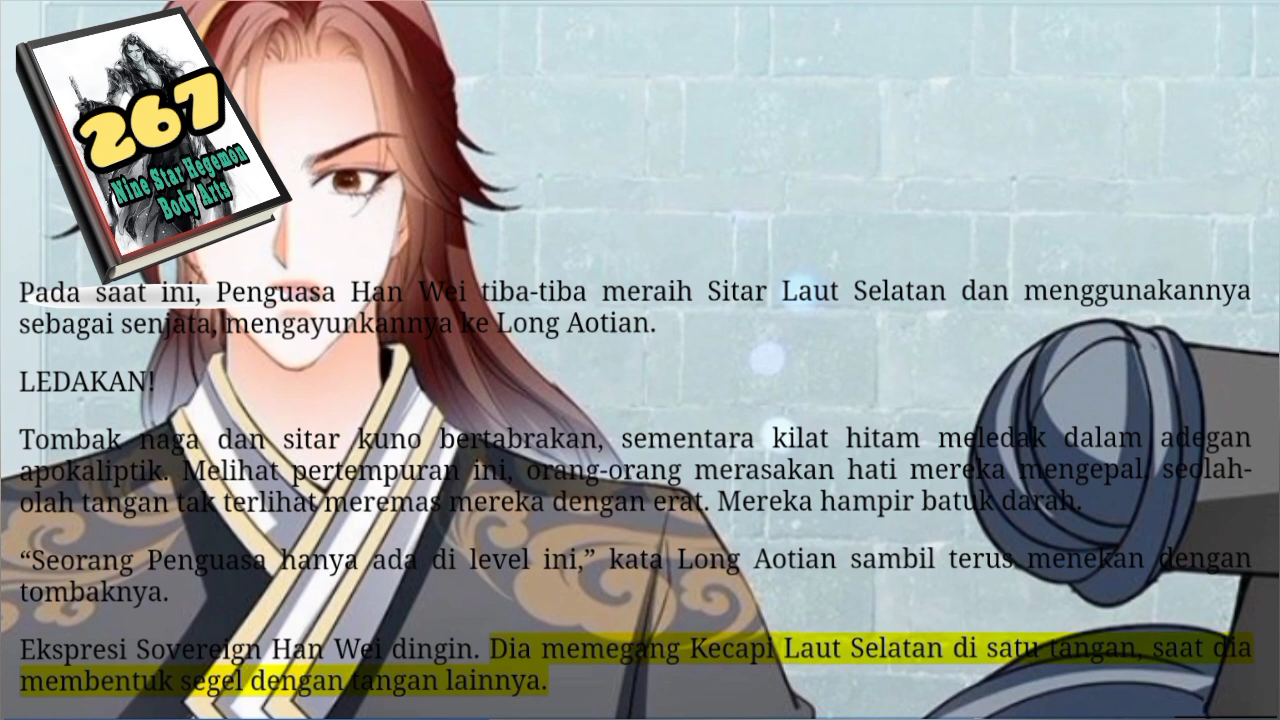 267
Nine Star Hegemon
Body Arts
Pada saat ini, Penguasa Han Wei tiba-tiba meraih Sitar Laut Selatan dan menggunakannya
sebagai senjata, mengayunkannya ke Long Aotian.
LEDAKAN!
Tombak naga dan sitar kuno bertabrakan, sementara kilat hitam meledak dalam adegan
apokaliptik. Melihat pertempuran ini, orang-orang merasakan hati mereka mengepal, seolah-
olah tangan tak terlihat meremas mereka dengan erat. Mereka hampir batuk darah.
“Seorang Penguasa hanya ada di level ini,” kata Long Aotian sambil terus menekan dengan
tombaknya.
Ekspresi Sovereign Han Wei dingin. Dia memegang Kecapi Laut Selatan di satu tangan, saat dia
membentuk segel dengan tangan lainnya.